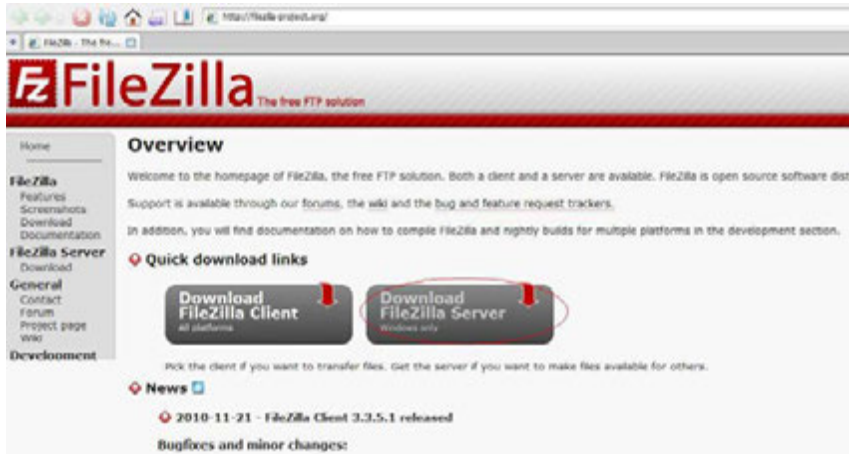 http://filezilla-project.org/
FileZilla - The fre...
FileZilla The free FTP solution
Home
FileZilla
Features
Screenshots
Download
Documentation
FileZilla Server
Download
General
Contact
Forum
Project page
Wiki
Development
Overview
Welcome to the homepage of FileZilla, the free FTP solution. Both a client and a server are available. FileZilla is open source software dist
Support is available through our forums, the wiki and the bug and feature request trackers.
In addition, you will find documentation on how to compile FileZilla and nightly builds for multiple platforms in the development section.
Quick download links
Download
FileZilla Client
All platforms
Download
FileZilla Server
Windows only
Pick the client if you want to transfer files. Get the server if you want to make files available for others.
News
2010-11-21 - FileZilla Client 3.3.5.1 released
Bugfixes and minor changes: